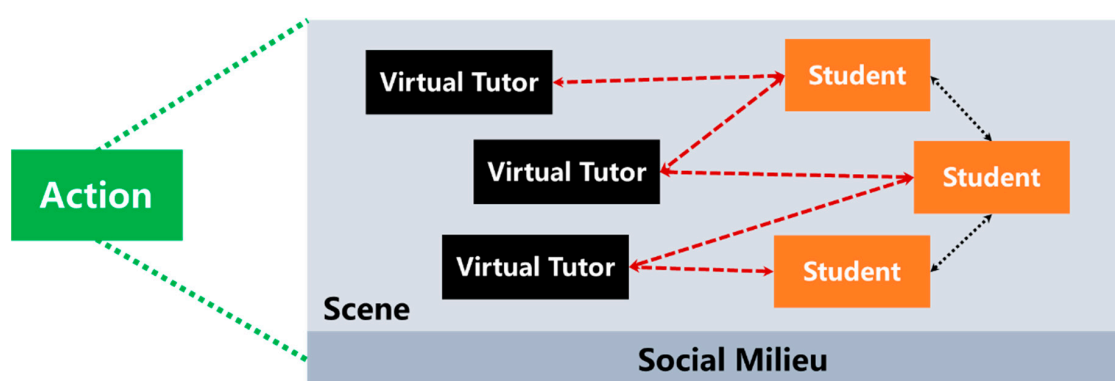 Action
Virtual Tutor
Student
Virtual Tutor
Student
Virtual Tutor
Student
Scene
Social Milieu